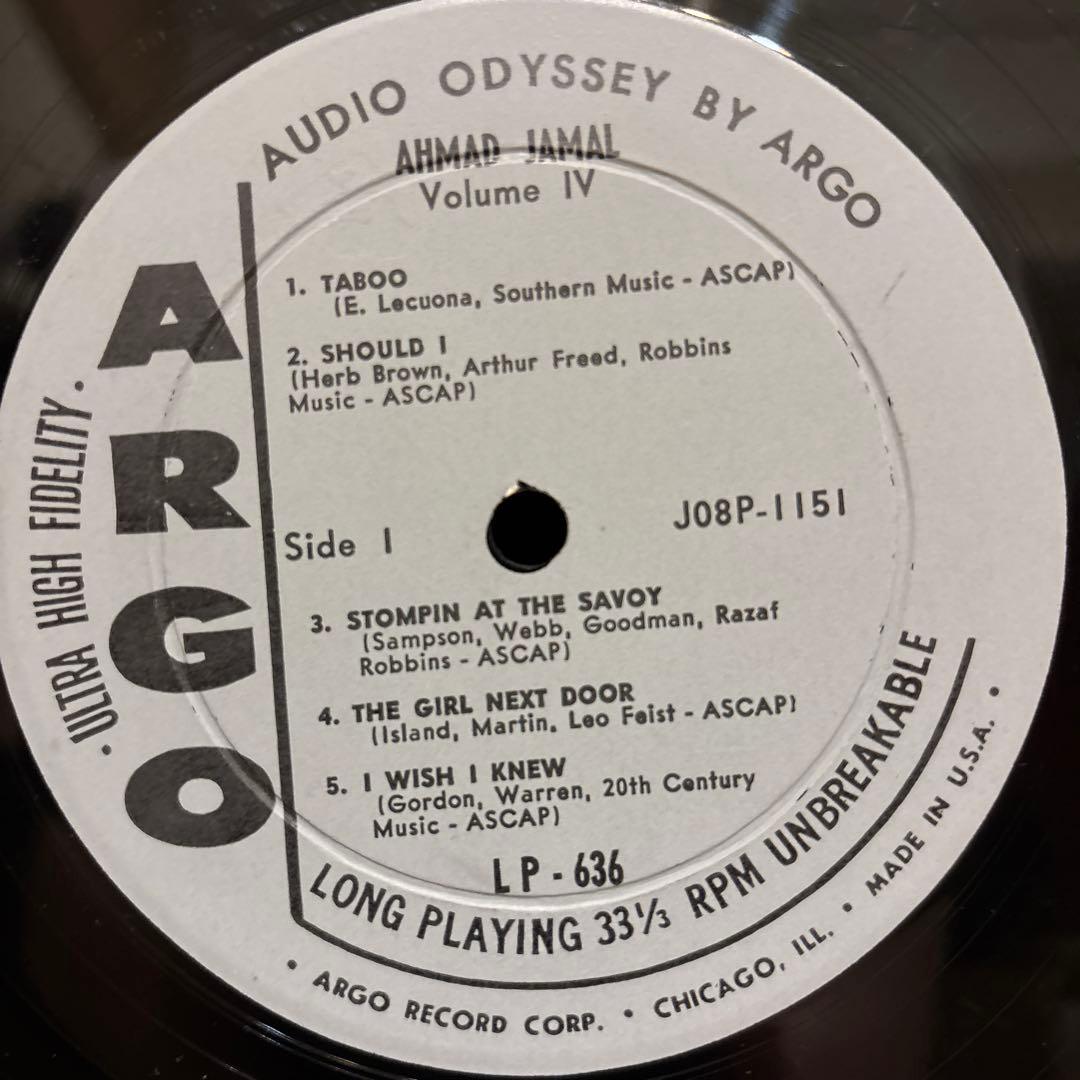 AUDIO ODYSSEY BY ARGO
AHMAD JAMAL
Volume IV
1. TABOO
(E. Lecuona, Southern Music - ASCAP)
2. SHOULD I
(Herb Brown, Arthur Freed, Robbins
Music - ASCAP)
ARGO
• ULTRA HIGH FIDELITY •
Side 1
J08P-1151
3. STOMPIN AT THE SAVOY
(Sampson, Webb, Goodman, Razaf
Robbins - ASCAP)
4. THE GIRL NEXT DOOR
(Island, Martin, Leo Feist - ASCAP)
5. I WISH I KNEW
(Gordon, Warren, 20th Century
Music - ASCAP)
LP - 636
LONG PLAYING 33 1/3 RPM UNBREAKABLE
• ARGO RECORD CORP. • CHICAGO, ILL. • MADE IN U.S.A. •